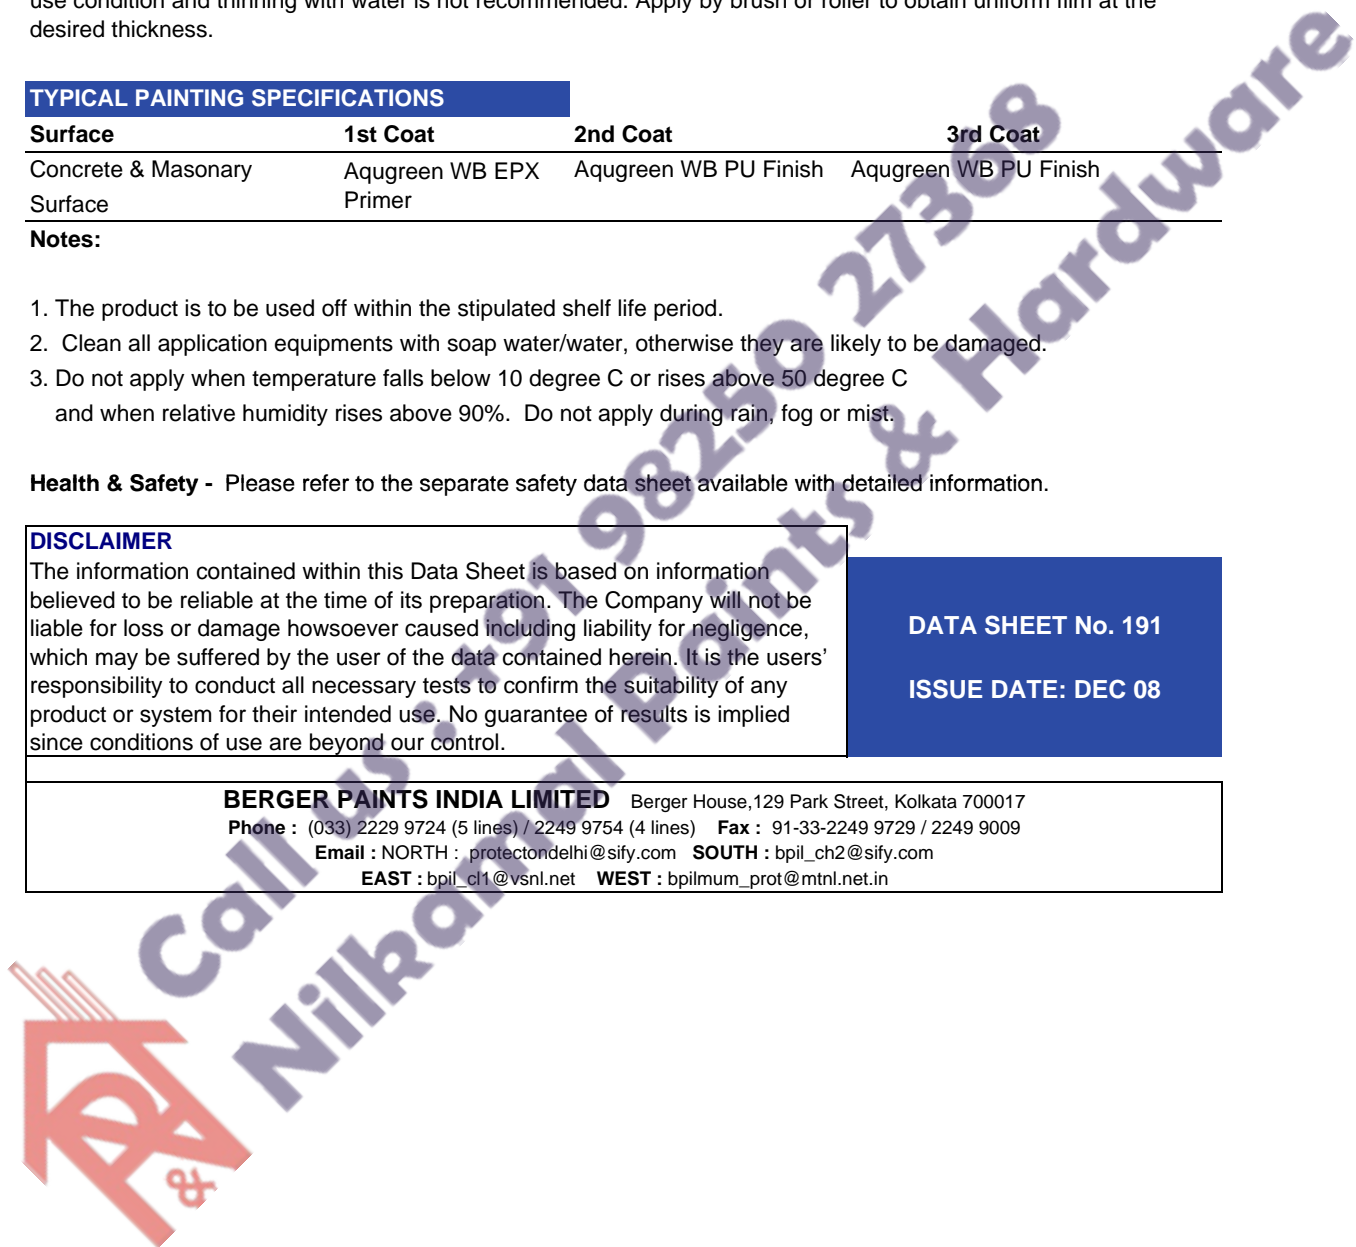 use condition and thinning with water is not recommended. Apply by brush or roller to obtain uniform film at the
desired thickness.
TYPICAL PAINTING SPECIFICATIONS
Surface 1st Coat 2nd Coat 3rd Coat
Concrete & Masonary Aqugreen WB EPX Aqugreen WB PU Finish Aqugreen WB PU Finish
Surface Primer
Notes:
1. The product is to be used off within the stipulated shelf life period.
2. Clean all application equipments with soap water/water, otherwise they are likely to be damaged.
3. Do not apply when temperature falls below 10 degree C or rises above 50 degree C
and when relative humidity rises above 90%. Do not apply during rain, fog or mist.
Health & Safety - Please refer to the separate safety data sheet available with detailed information.
DISCLAIMER
The information contained within this Data Sheet is based on information
believed to be reliable at the time of its preparation. The Company will not be
liable for loss or damage howsoever caused including liability for negligence,
which may be suffered by the user of the data contained herein. It is the users’
responsibility to conduct all necessary tests to confirm the suitability of any
product or system for their intended use. No guarantee of results is implied
since conditions of use are beyond our control.
DATA SHEET No. 191
ISSUE DATE: DEC 08
BERGER PAINTS INDIA LIMITED Berger House,129 Park Street, Kolkata 700017
Phone : (033) 2229 9724 (5 lines) / 2249 9754 (4 lines) Fax : 91-33-2249 9729 / 2249 9009
Email : NORTH : protectondelhi@sify.com SOUTH : bpil_ch2@sify.com
EAST : bpil_cl1@vsnl.net WEST : bpilmum_prot@mtnl.net.in
Call us : +91 98250 27368
Nilkamal Paints & Hardware
&